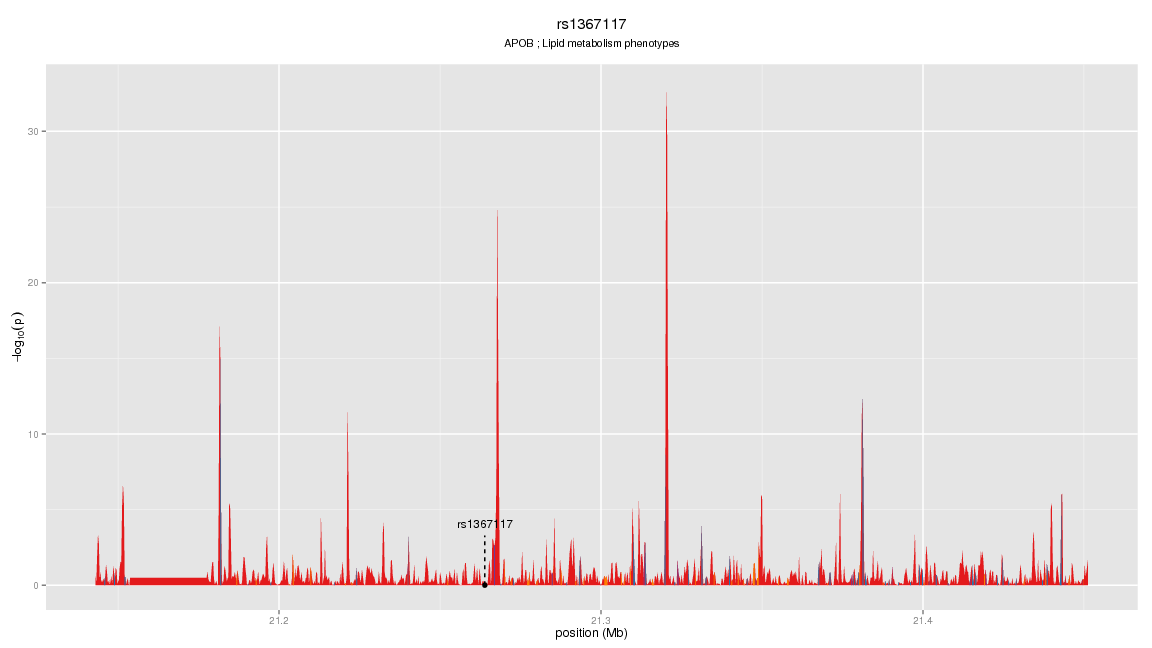 rs1367117
APOB ; Lipid metabolism phenotypes
30
20
10
0
−log10(p)
rs1367117
21.2
21.3
21.4
position (Mb)